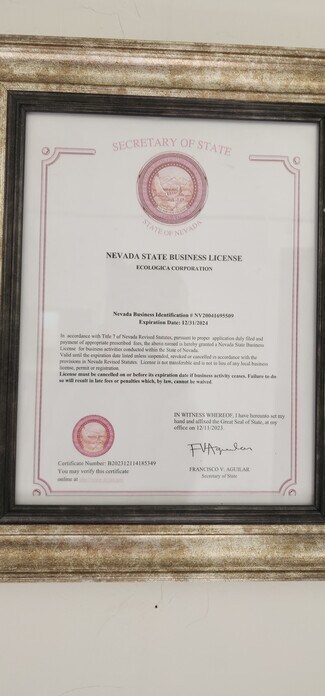 SECRETARY OF STATE
STATE OF NEVADA
NEVADA STATE BUSINESS LICENSE
ECOLOGICA CORPORATION
Nevada Business Identification # NV20041695509
Expiration Date: 12/31/2024
In accordance with Title 7 of Nevada Revised Statutes, pursuant to proper application duly filed and
payment of appropriate prescribed fees, the above named is hereby granted a Nevada State Business
License for business activities conducted within the State of Nevada.
Valid until the expiration date listed unless suspended, revoked or cancelled in accordance with the
provisions in Nevada Revised Statutes. License is not transferable and is not in lieu of any local business
license, permit or registration.
License must be cancelled on or before its expiration date if business activity ceases. Failure to do
so will result in late fees or penalties which, by law, cannot be waived.
IN WITNESS WHEREOF, I have hereunto set my
hand and affixed the Great Seal of State, at my
office on 12/11/2023.
FVAguilar
Certificate Number: B202312114185349
You may verify this certificate
online at
FRANCISCO V. AGUILAR
Secretary of State